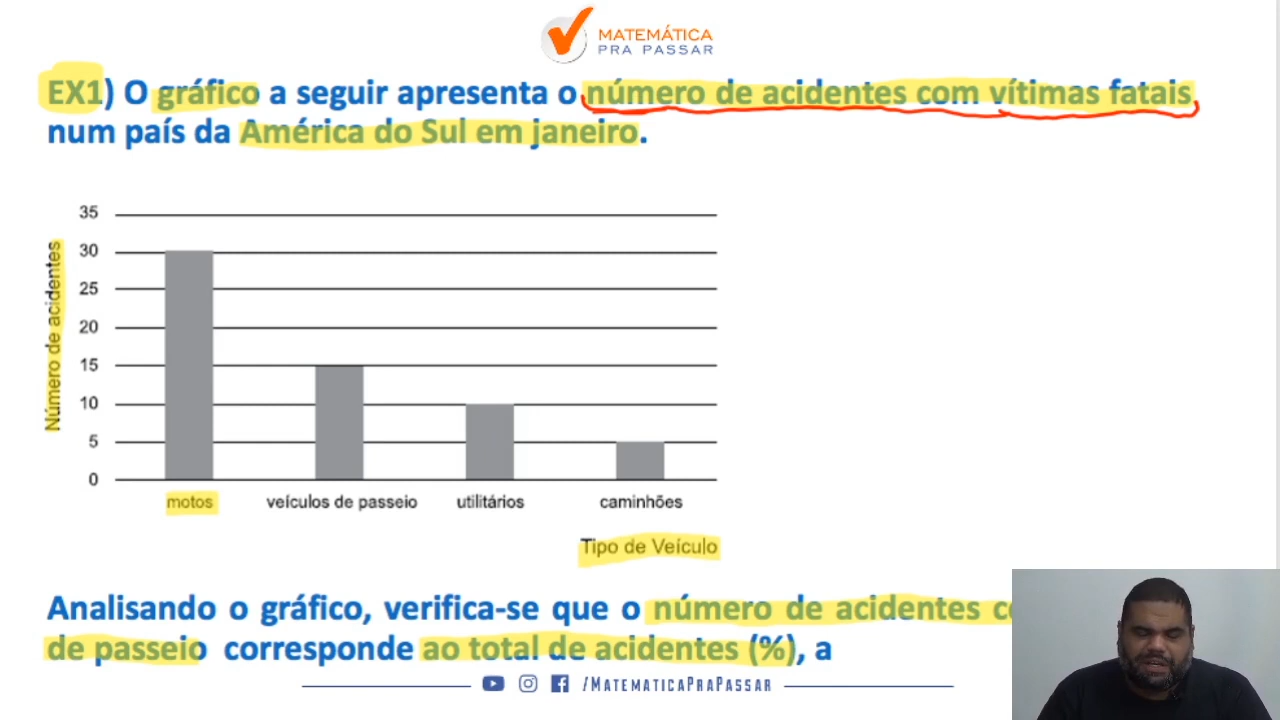 MATEMÁTICA
PRA PASSAR
EX1) O gráfico a seguir apresenta o número de acidentes com vítimas fatais
num país da América do Sul em janeiro.
35
30
25
20
15
10
5
0
Número de acidentes
motos veículos de passeio utilitários caminhões
Tipo de Veículo
Analisando o gráfico, verifica-se que o número de acidentes
de passeio corresponde ao total de acidentes (%), a
/MatematicaPraPassar